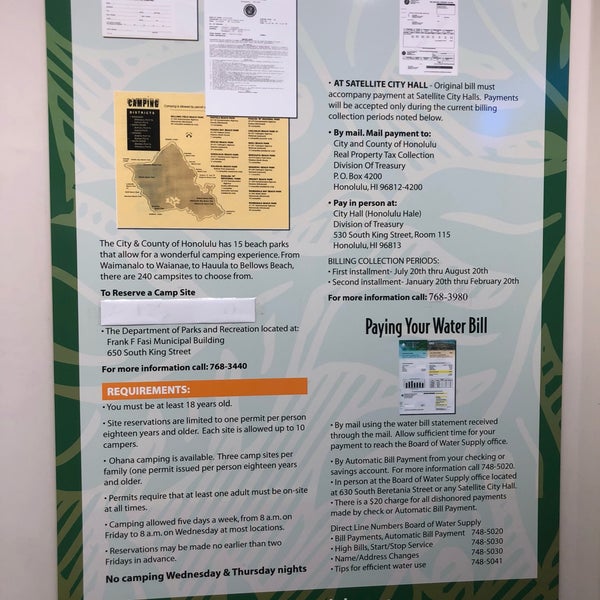 CAMPING
DISTRICTS
The City & County of Honolulu has 15 beach parks
that allow for a wonderful camping experience. From
Waimanalo to Waianae, to Hauula to Bellows Beach,
there are 240 campsites to choose from.
To Reserve a Camp Site
• The Department of Parks and Recreation located at:
Frank F Fasi Municipal Building
650 South King Street
For more information call: 768-3440
REQUIREMENTS:
• You must be at least 18 years old.
• Site reservations are limited to one permit per person
eighteen years and older. Each site is allowed up to 10
campers.
• Ohana camping is available. Three camp sites per
family (one permit issued per person eighteen years
and older.
• Permits require that at least one adult must be on-site
at all times.
• Camping allowed five days a week, from 8 a.m. on
Friday to 8 a.m. on Wednesday at most locations.
• Reservations may be made no earlier than two
Fridays in advance.
No camping Wednesday & Thursday nights
• AT SATELLITE CITY HALL - Original bill must
accompany payment at Satellite City Halls. Payments
will be accepted only during the current billing
collection periods noted below.
• By mail. Mail payment to:
City and County of Honolulu
Real Property Tax Collection
Division Of Treasury
P.O. Box 4200
Honolulu, HI 96812-4200
• Pay in person at:
City Hall (Honolulu Hale)
Division of Treasury
530 South King Street, Room 115
Honolulu, HI 96813
BILLING COLLECTION PERIODS:
• First installment- July 20th thru August 20th
• Second installment- January 20th thru February 20th
For more information call: 768-3980
Paying Your Water Bill
• By mail using the water bill statement received
through the mail. Allow sufficient time for your
payment to reach the Board of Water Supply office.
• By Automatic Bill Payment from your checking or
savings account. For more information call 748-5020.
• In person at the Board of Water Supply office located
at 630 South Beretania Street or any Satellite City Hall.
• There is a $20 charge for all dishonored payments
made by check or Automatic Bill Payment.
Direct Line Numbers Board of Water Supply
• Bill Payments, Automatic Bill Payment 748-5020
• High Bills, Start/Stop Service 748-5030
• Name/Address Changes 748-5030
• Tips for efficient water use 748-5041